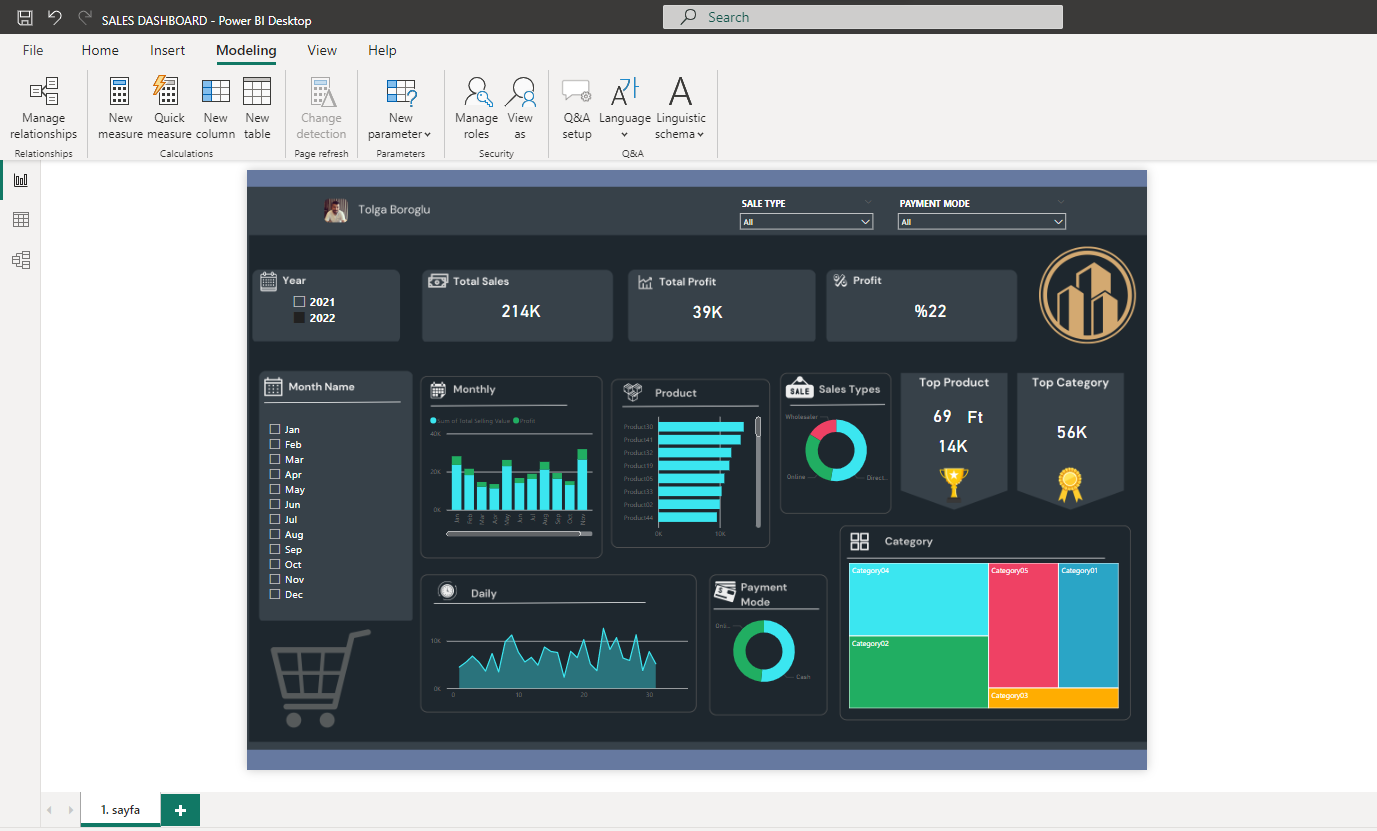 SALES DASHBOARD - Power BI Desktop
Search
File Home Insert Modeling View Help
Manage relationships
New measure
Quick measure
New column
New table
Change detection
New parameter
Manage roles
View as
Q&A setup
Language
Linguistic schema
Relationships Calculations Page refresh Parameters Security Q&A
Tolga Boroglu
SALE TYPE
All
PAYMENT MODE
All
Year
2021
2022
Total Sales
214K
Total Profit
39K
Profit
%22
Month Name
Jan
Feb
Mar
Apr
May
Jun
Jul
Aug
Sep
Oct
Nov
Dec
Monthly
Sum of Total Selling Value Profit
40K
20K
0K
Jan Feb Mar Apr May Jun Jul Aug Sep Oct Nov
Product
Product30
Product41
Product32
Product19
Product05
Product33
Product02
Product44
0K 10K
SALE
Sales Types
Wholesaler
Online
Direct...
Top Product
69 Ft
14K
Top Category
56K
Daily
10K
0K
0 10 20 30
Payment
Mode
Onli...
Cash
Category
Category04
Category02
Category05
Category01
Category03
1. sayfa